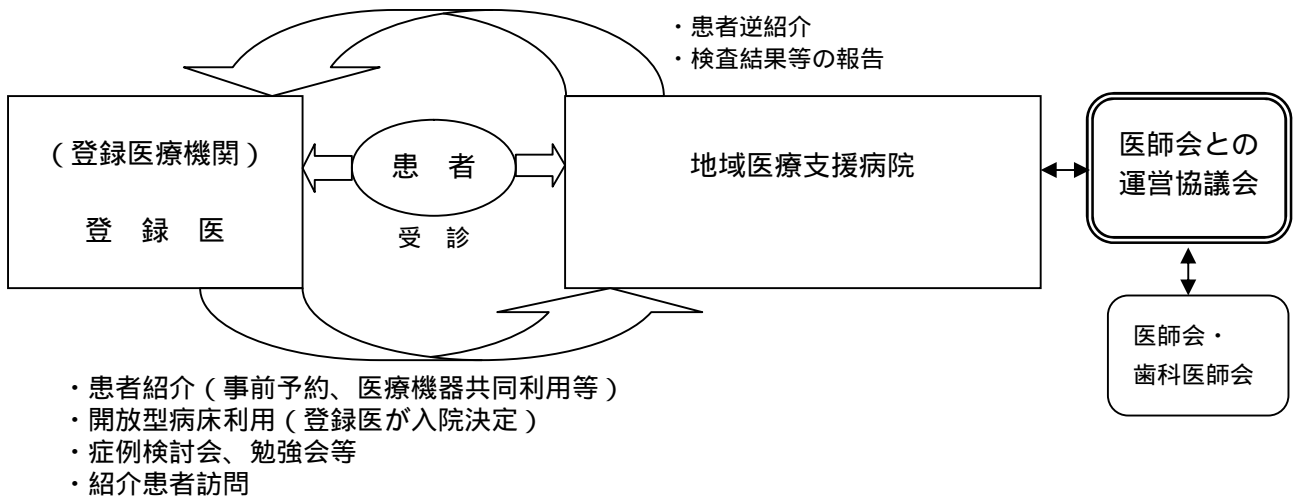 ・患者逆紹介
・検査結果等の報告
（登録医療機関）
登　録　医
患　者
受　診
地域医療支援病院
医師会との
運営協議会
医師会・
歯科医師会
・患者紹介（事前予約、医療機器共同利用等）
・開放型病床利用（登録医が入院決定）
・症例検討会、勉強会等
・紹介患者訪問